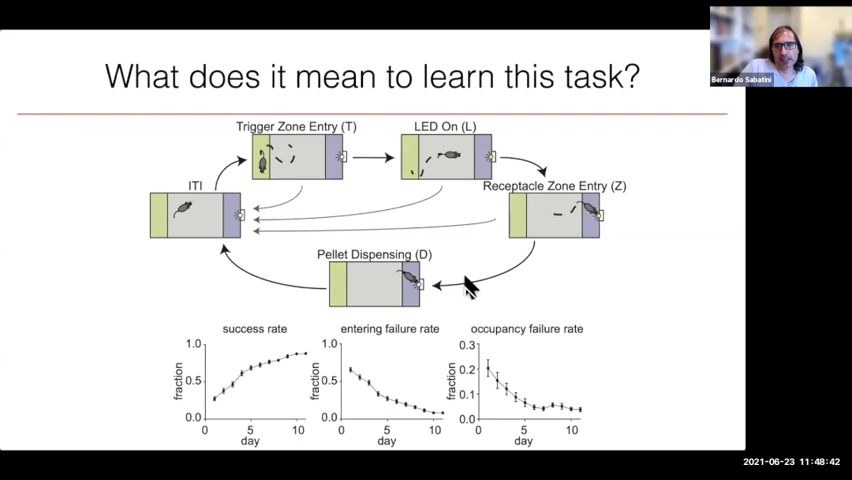 What does it mean to learn this task?
Bernardo Sabatini
Trigger Zone Entry (T)
LED On (L)
ITI
Receptacle Zone Entry (Z)
Pellet Dispensing (D)
success rate
entering failure rate
occupancy failure rate
fraction
1.0
0.5
0.0
0
5
10
day
fraction
1.0
0.5
0.0
0
5
10
day
fraction
0.3
0.2
0.1
0.0
0
5
10
day
2021-06-23 11:48:42